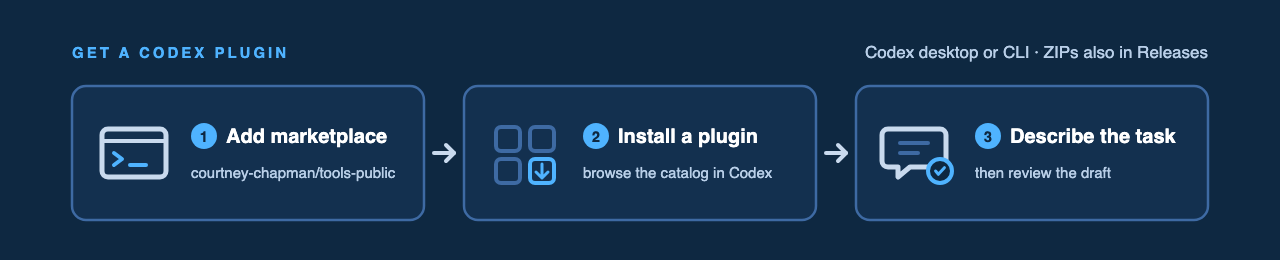 GET A CODEX PLUGIN
Codex desktop or CLI · ZIPs also in Releases
1 Add marketplace
courtney-chapman/tools-public
2 Install a plugin
browse the catalog in Codex
3 Describe the task
then review the draft